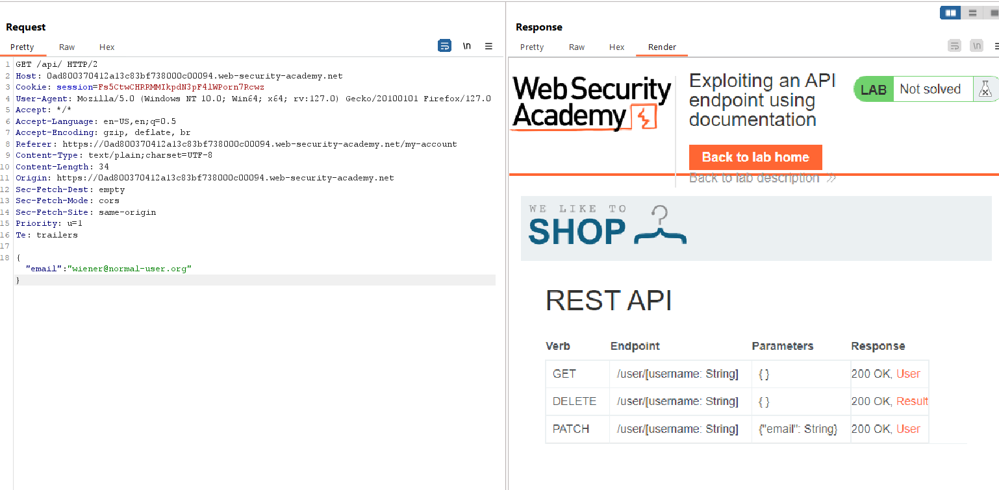 Request
Pretty Raw Hex \n
1 GET /api/ HTTP/2
2 Host: 0ad800370412a13c83bf738000c00094.web-security-academy.net
3 Cookie: session=Fs5CtwCHRRMMIkpdN3pF4lWPorn7Rcwz
4 User-Agent: Mozilla/5.0 (Windows NT 10.0; Win64; x64; rv:127.0) Gecko/20100101 Firefox/127.0
5 Accept: */*
6 Accept-Language: en-US,en;q=0.5
7 Accept-Encoding: gzip, deflate, br
8 Referer: https://0ad800370412a13c83bf738000c00094.web-security-academy.net/my-account
9 Content-Type: text/plain;charset=UTF-8
10 Content-Length: 34
11 Origin: https://0ad800370412a13c83bf738000c00094.web-security-academy.net
12 Sec-Fetch-Dest: empty
13 Sec-Fetch-Mode: cors
14 Sec-Fetch-Site: same-origin
15 Priority: u=1
16 Te: trailers
17
18 {
"email":"wiener@normal-user.org"
}
Response
Pretty Raw Hex Render \n
Web Security
Academy
Exploiting an API
endpoint using
documentation
LAB Not solved
Back to lab home
Back to lab description
WE LIKE TO
SHOP
REST API
Verb Endpoint Parameters Response
GET /user/[username: String] { } 200 OK, User
DELETE /user/[username: String] { } 200 OK, Result
PATCH /user/[username: String] {"email": String} 200 OK, User